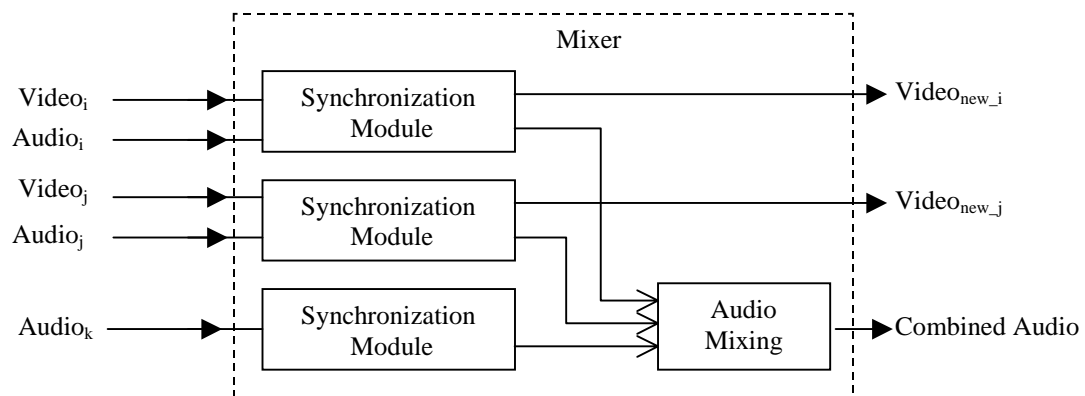 Mixer
Video_i
Audio_i
Synchronization
Module
Video_new_i
Video_j
Audio_j
Synchronization
Module
Video_new_j
Audio_k
Synchronization
Module
Audio
Mixing
Combined Audio